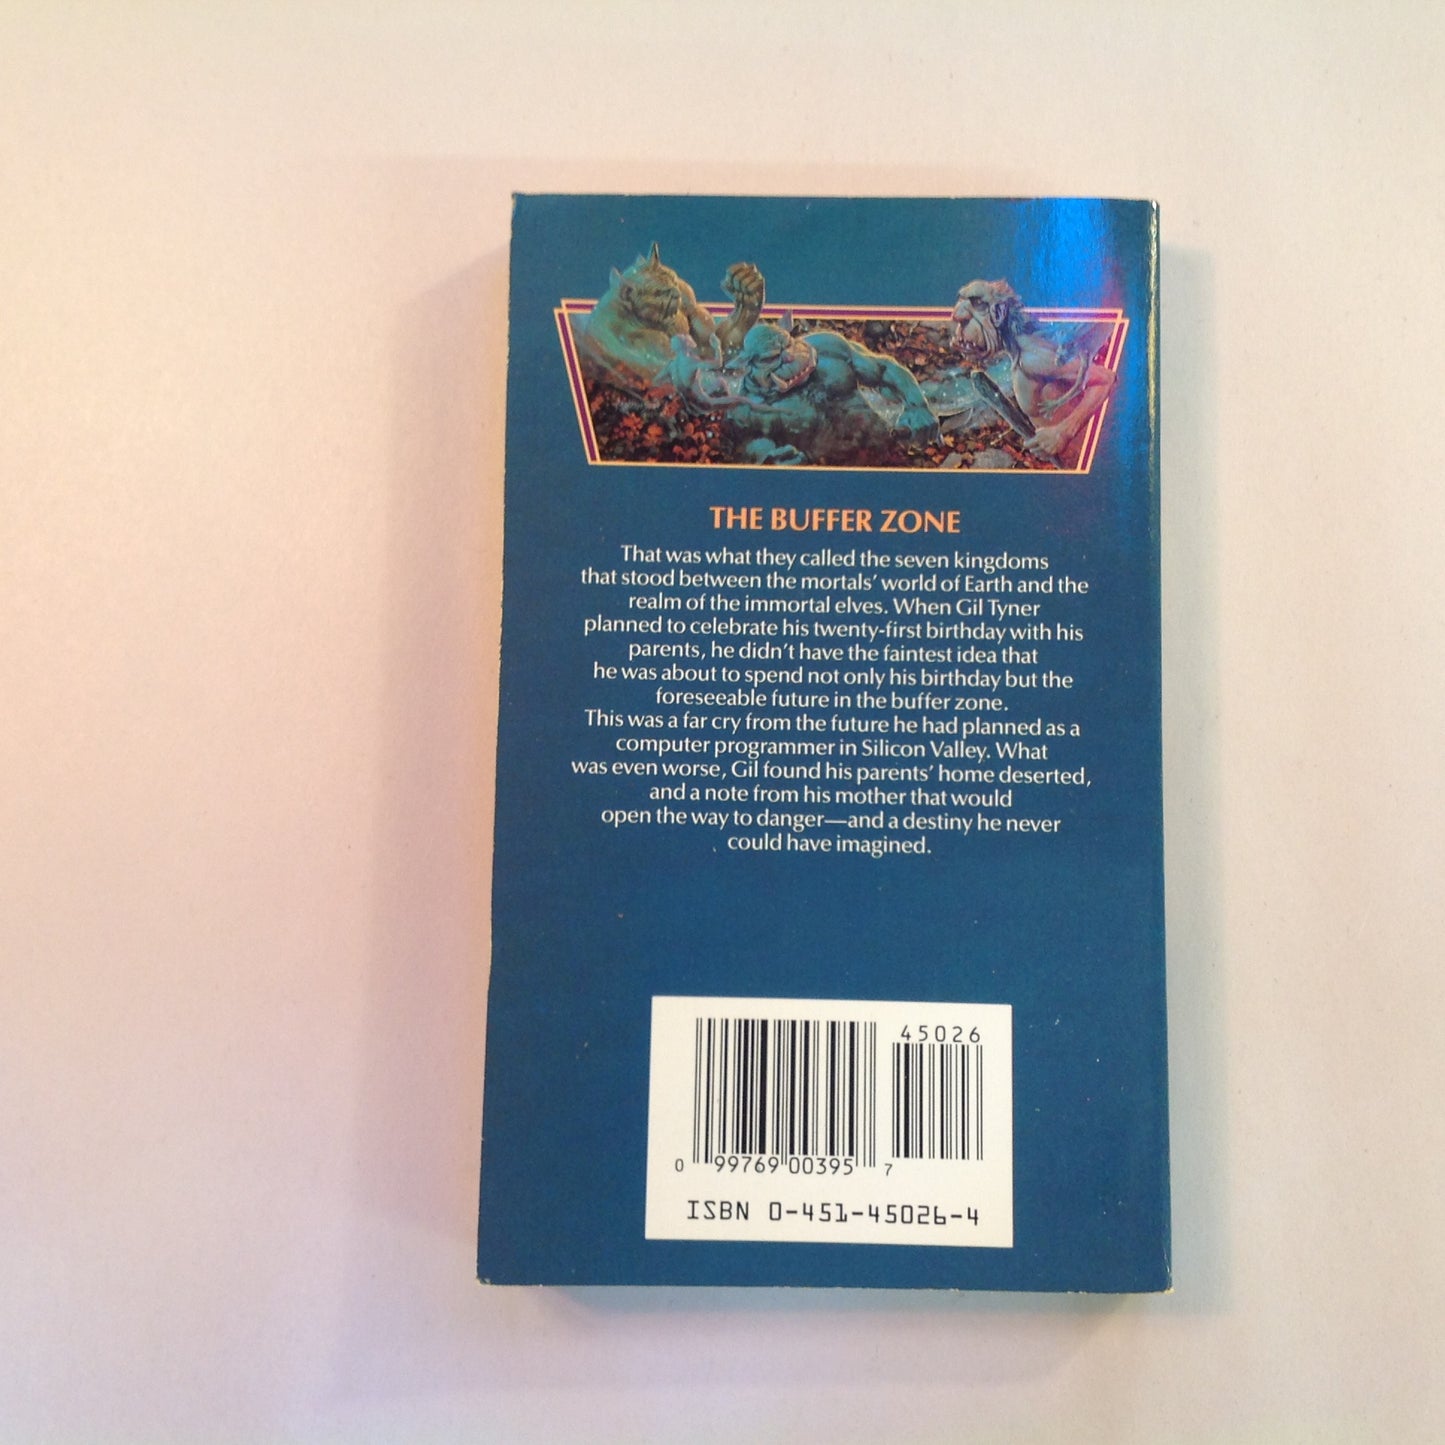 THE BUFFER ZONE
That was what they called the seven kingdoms
that stood between the mortals' world of Earth and the
realm of the immortal elves. When Gil Tyner
planned to celebrate his twenty-first birthday with his
parents, he didn't have the faintest idea that
he was about to spend not only his birthday but the
foreseeable future in the buffer zone.
This was a far cry from the future he had planned as a
computer programmer in Silicon Valley. What
was even worse, Gil found his parents' home deserted,
and a note from his mother that would
open the way to danger—and a destiny he never
could have imagined.
45026
0 99769 00395 7
ISBN 0-451-45026-4